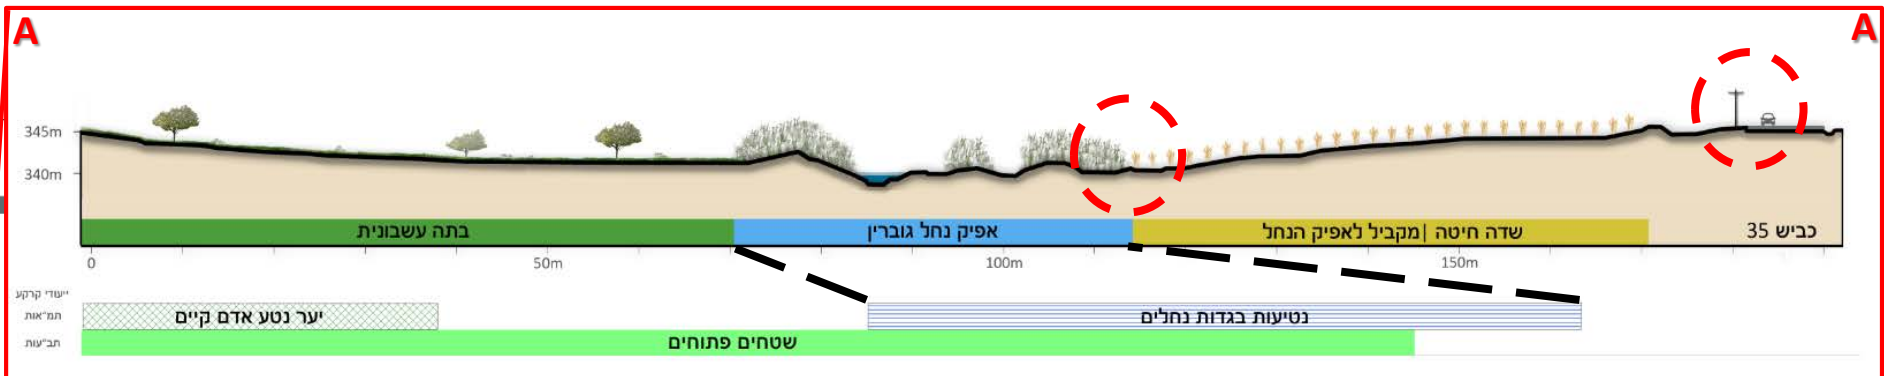 A A
345m
340m
בתה עשבונית
אפיק נחל גוברין
שדה חיטה | מקביל לאפיק הנחל
כביש 35
0 50m 100m 150m
ייעודי קרקע
תמ"אות
יער נטע אדם קיים
נטיעות בגדות נחלים
תב"עות
שטחים פתוחים